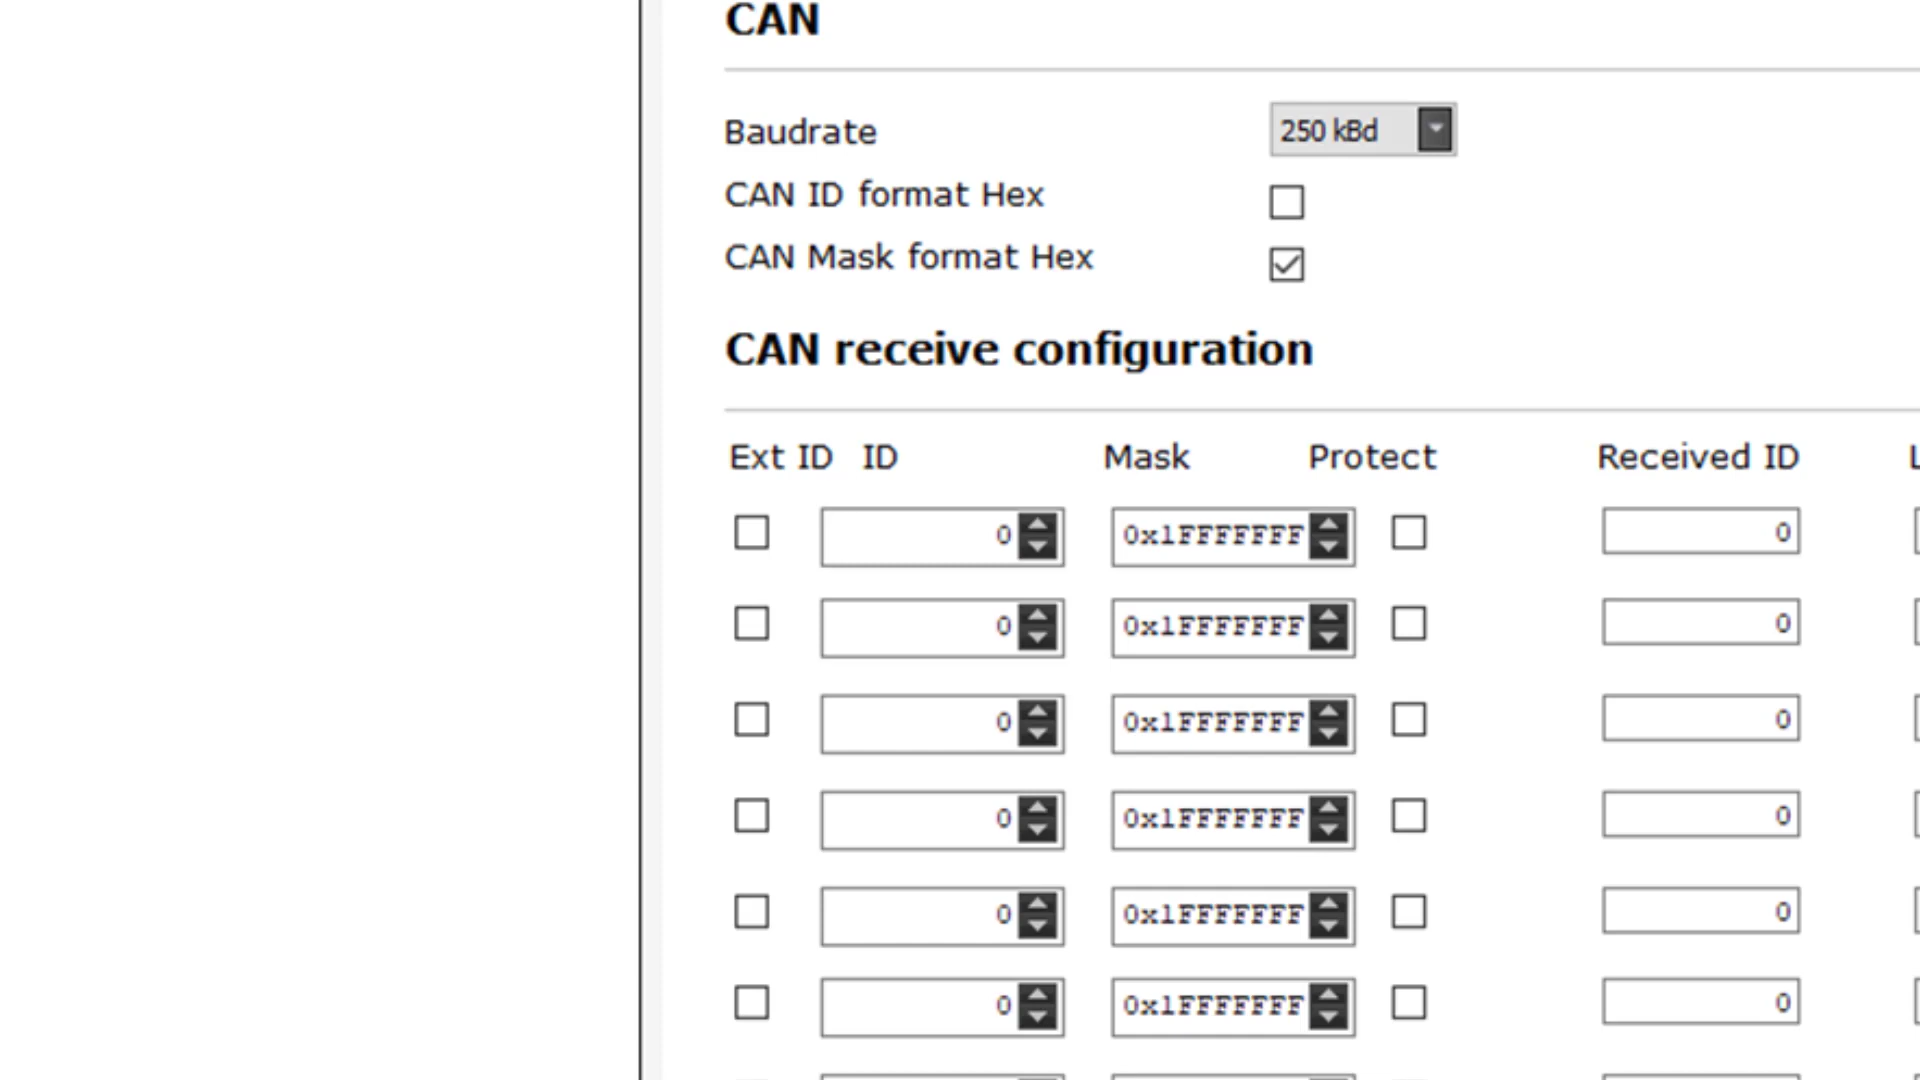 CAN
Baudrate 250 kBd
CAN ID format Hex
CAN Mask format Hex
CAN receive configuration
Ext ID ID Mask Protect Received ID L
0 0x1FFFFFFF 0
0 0x1FFFFFFF 0
0 0x1FFFFFFF 0
0 0x1FFFFFFF 0
0 0x1FFFFFFF 0
0 0x1FFFFFFF 0